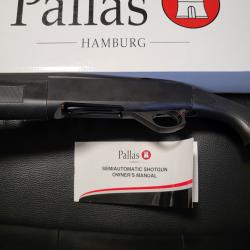 Pallas
HAMBURG
Pallas
SEMIAUTOMATIC SHOTGUN
OWNER'S MANUAL